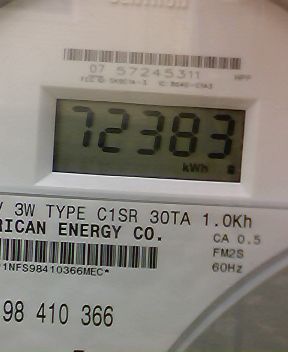 07 57245311
72383
kWh
V 3W TYPE C1SR 30TA 1.0Kh
RICAN ENERGY CO.
CA 0.5
FM2S
60Hz
1NFS98410366MEC*
98 410 366